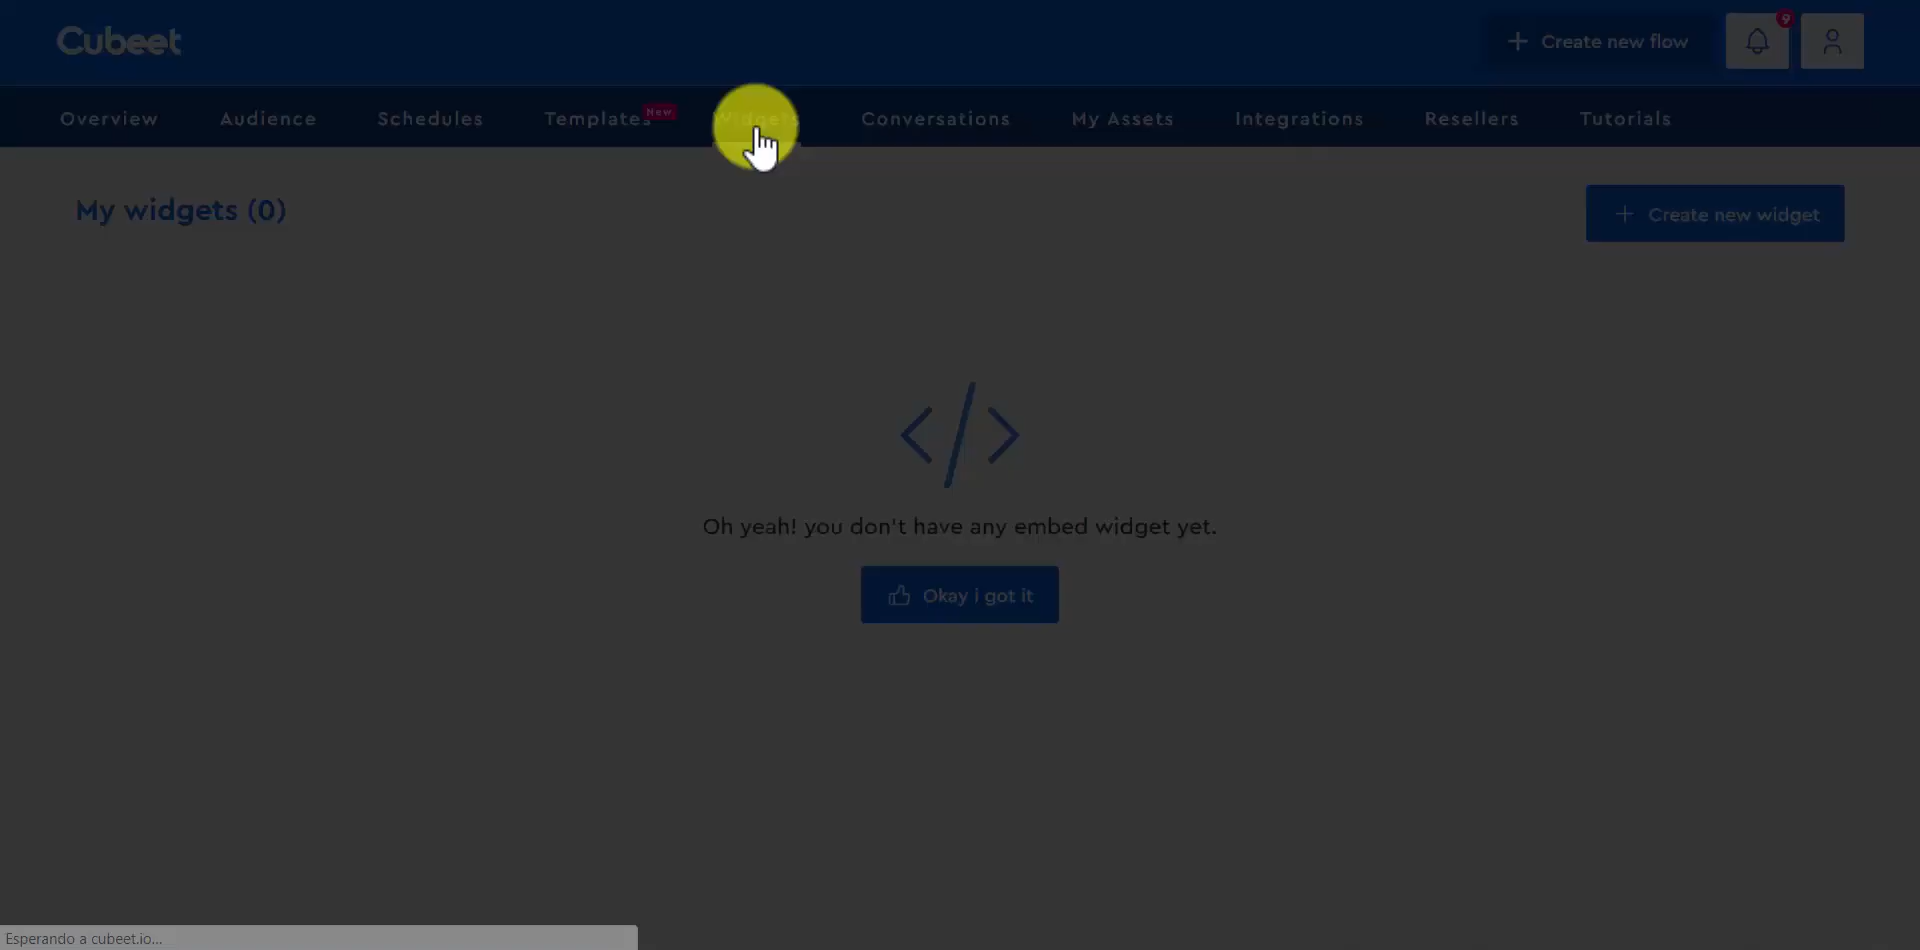 Cubeet
+ Create new flow
9
Overview Audience Schedules Templates New Widgets Conversations My Assets Integrations Resellers Tutorials
My widgets (0)
+ Create new widget
Oh yeah! you don't have any embed widget yet.
Okay i got it
Esperando a cubeet.io...